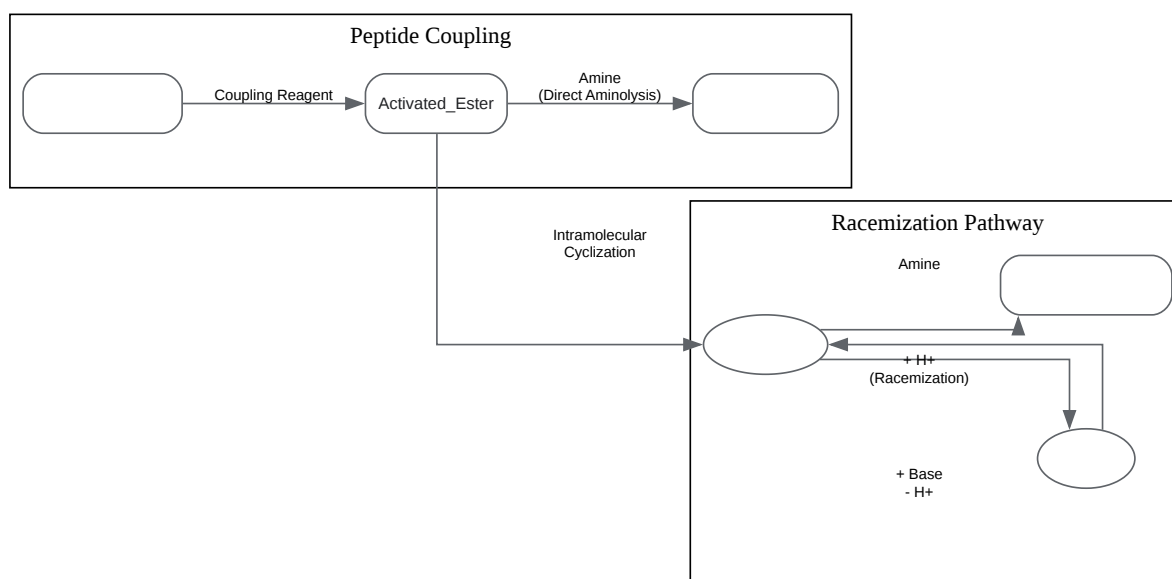 Peptide Coupling
Coupling Reagent
Activated_Ester
Amine
(Direct Aminolysis)
Intramolecular
Cyclization
Racemization Pathway
Amine
+ H+
(Racemization)
+ Base
- H+